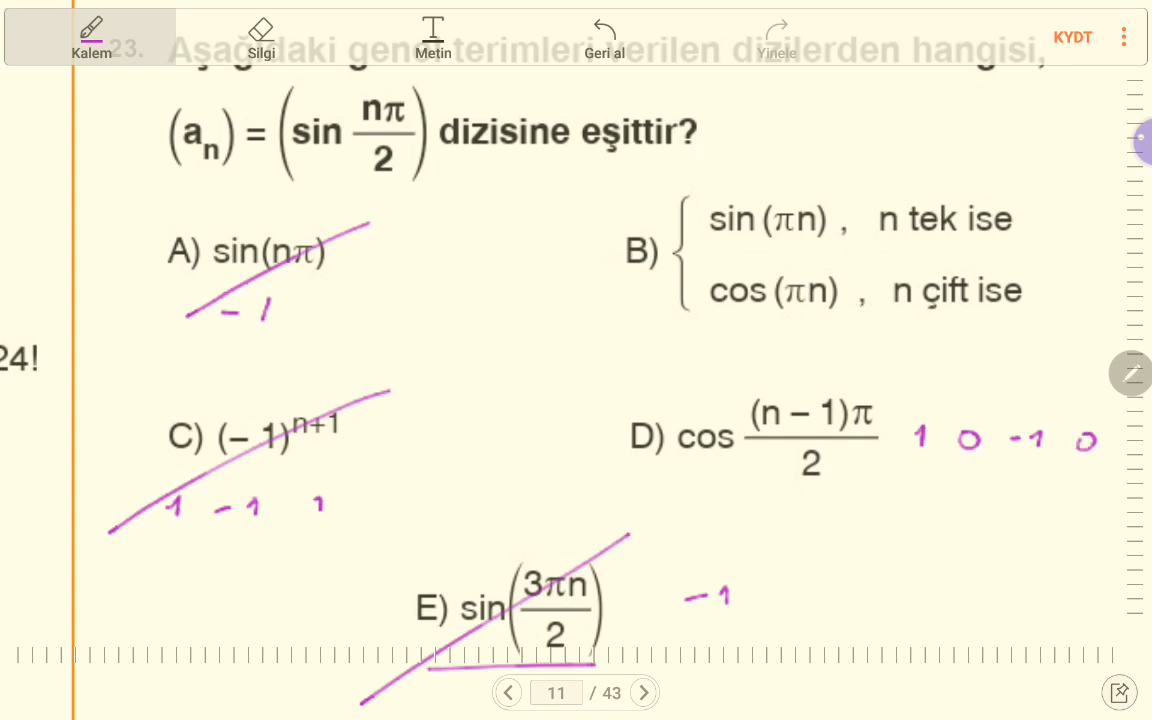 Kalem Silgi Metin Geri al Yinele KYDT
23. Aşağıdaki genel terimleri verilen dizilerden hangisi,
(aₙ) = (sin nπ/2) dizisine eşittir?
A) sin(nπ)
- 1
B) { sin (πn) , n tek ise
cos (πn) , n çift ise
24!
C) (– 1)ⁿ⁺¹
1 -1 1
D) cos (n – 1)π/2 1 0 -1 0
E) sin(3πn/2) -1
11 / 43